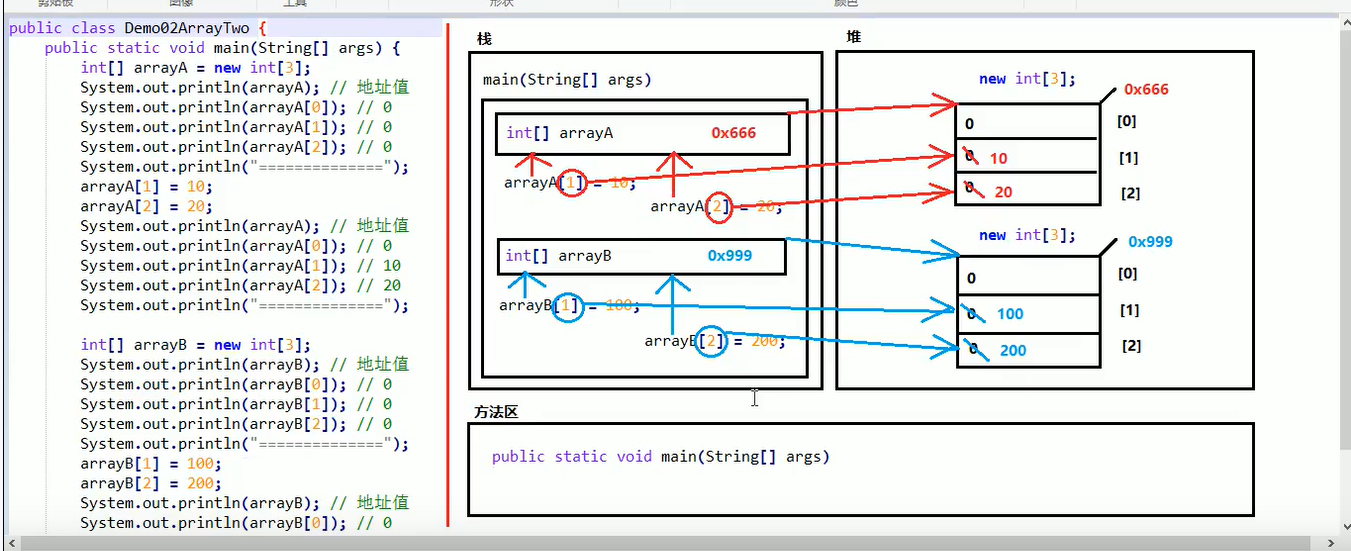 剪贴板 图像 工具 形状 颜色
public class Demo02ArrayTwo {
public static void main(String[] args) {
int[] arrayA = new int[3];
System.out.println(arrayA); // 地址值
System.out.println(arrayA[0]); // 0
System.out.println(arrayA[1]); // 0
System.out.println(arrayA[2]); // 0
System.out.println("==============");
arrayA[1] = 10;
arrayA[2] = 20;
System.out.println(arrayA); // 地址值
System.out.println(arrayA[0]); // 0
System.out.println(arrayA[1]); // 10
System.out.println(arrayA[2]); // 20
System.out.println("==============");
int[] arrayB = new int[3];
System.out.println(arrayB); // 地址值
System.out.println(arrayB[0]); // 0
System.out.println(arrayB[1]); // 0
System.out.println(arrayB[2]); // 0
System.out.println("==============");
arrayB[1] = 100;
arrayB[2] = 200;
System.out.println(arrayB); // 地址值
System.out.println(arrayB[0]); // 0
栈
main(String[] args)
int[] arrayA 0x666
arrayA[1] = 10;
arrayA[2] = 20;
int[] arrayB 0x999
arrayB[1] = 100;
arrayB[2] = 200;
堆
new int[3];
0x666
0 [0]
0 10 [1]
0 20 [2]
new int[3];
0x999
0 [0]
0 100 [1]
0 200 [2]
方法区
public static void main(String[] args)